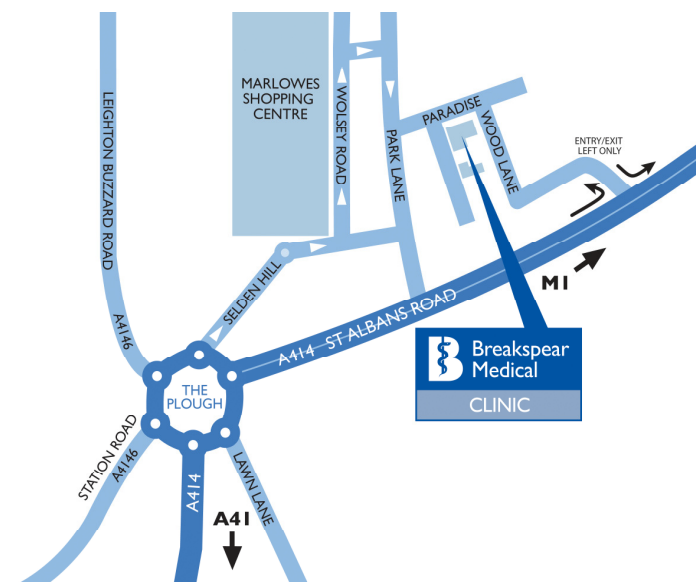 MARLOWES
SHOPPING
CENTRE
LEIGHTON BUZZARD ROAD
WOLSEY ROAD
PARK LANE
PARADISE
WOOD LANE
ENTRY/EXIT
LEFT ONLY
SELDEN HILL
M1
A4146
A414 ST ALBANS ROAD
B
Breakspear
Medical
CLINIC
THE
PLOUGH
STATION ROAD
A4146
A414
LAWN LANE
A41